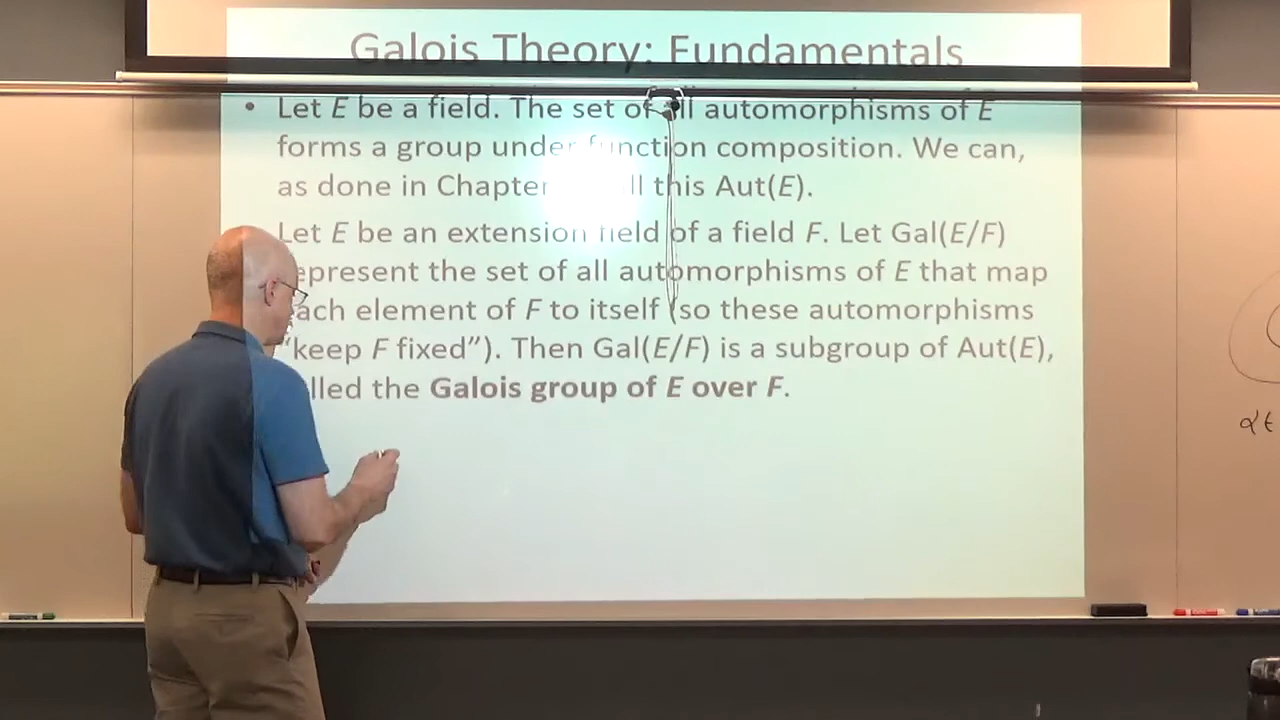 Galois Theory: Fundamentals
• Let E be a field. The set of all automorphisms of E
forms a group under function composition. We can,
as done in Chapter this Aut(E).
Let E be an extension field of a field F. Let Gal(E/F)
epresent the set of all automorphisms of E that map
ach element of F to itself (so these automorphisms
"keep F fixed"). Then Gal(E/F) is a subgroup of Aut(E),
lled the Galois group of E over F.
α ϵ